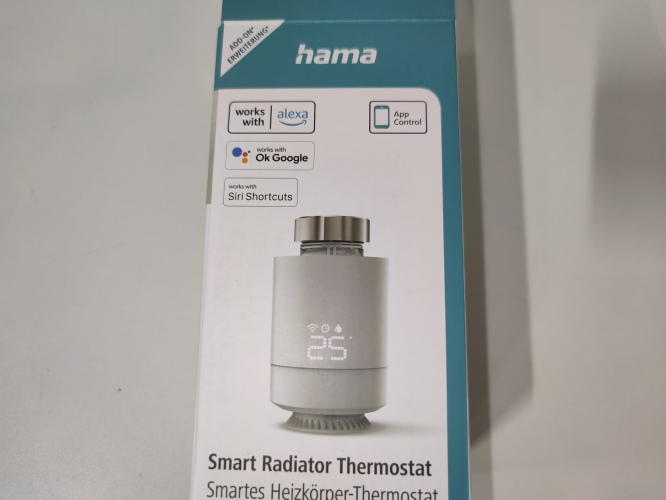 ADD-ON*
ERWEITERUNG*
hama
works with alexa
App Control
works with
Ok Google
works with
Siri Shortcuts
25°
Smart Radiator Thermostat
Smartes Heizkörper-Thermostat